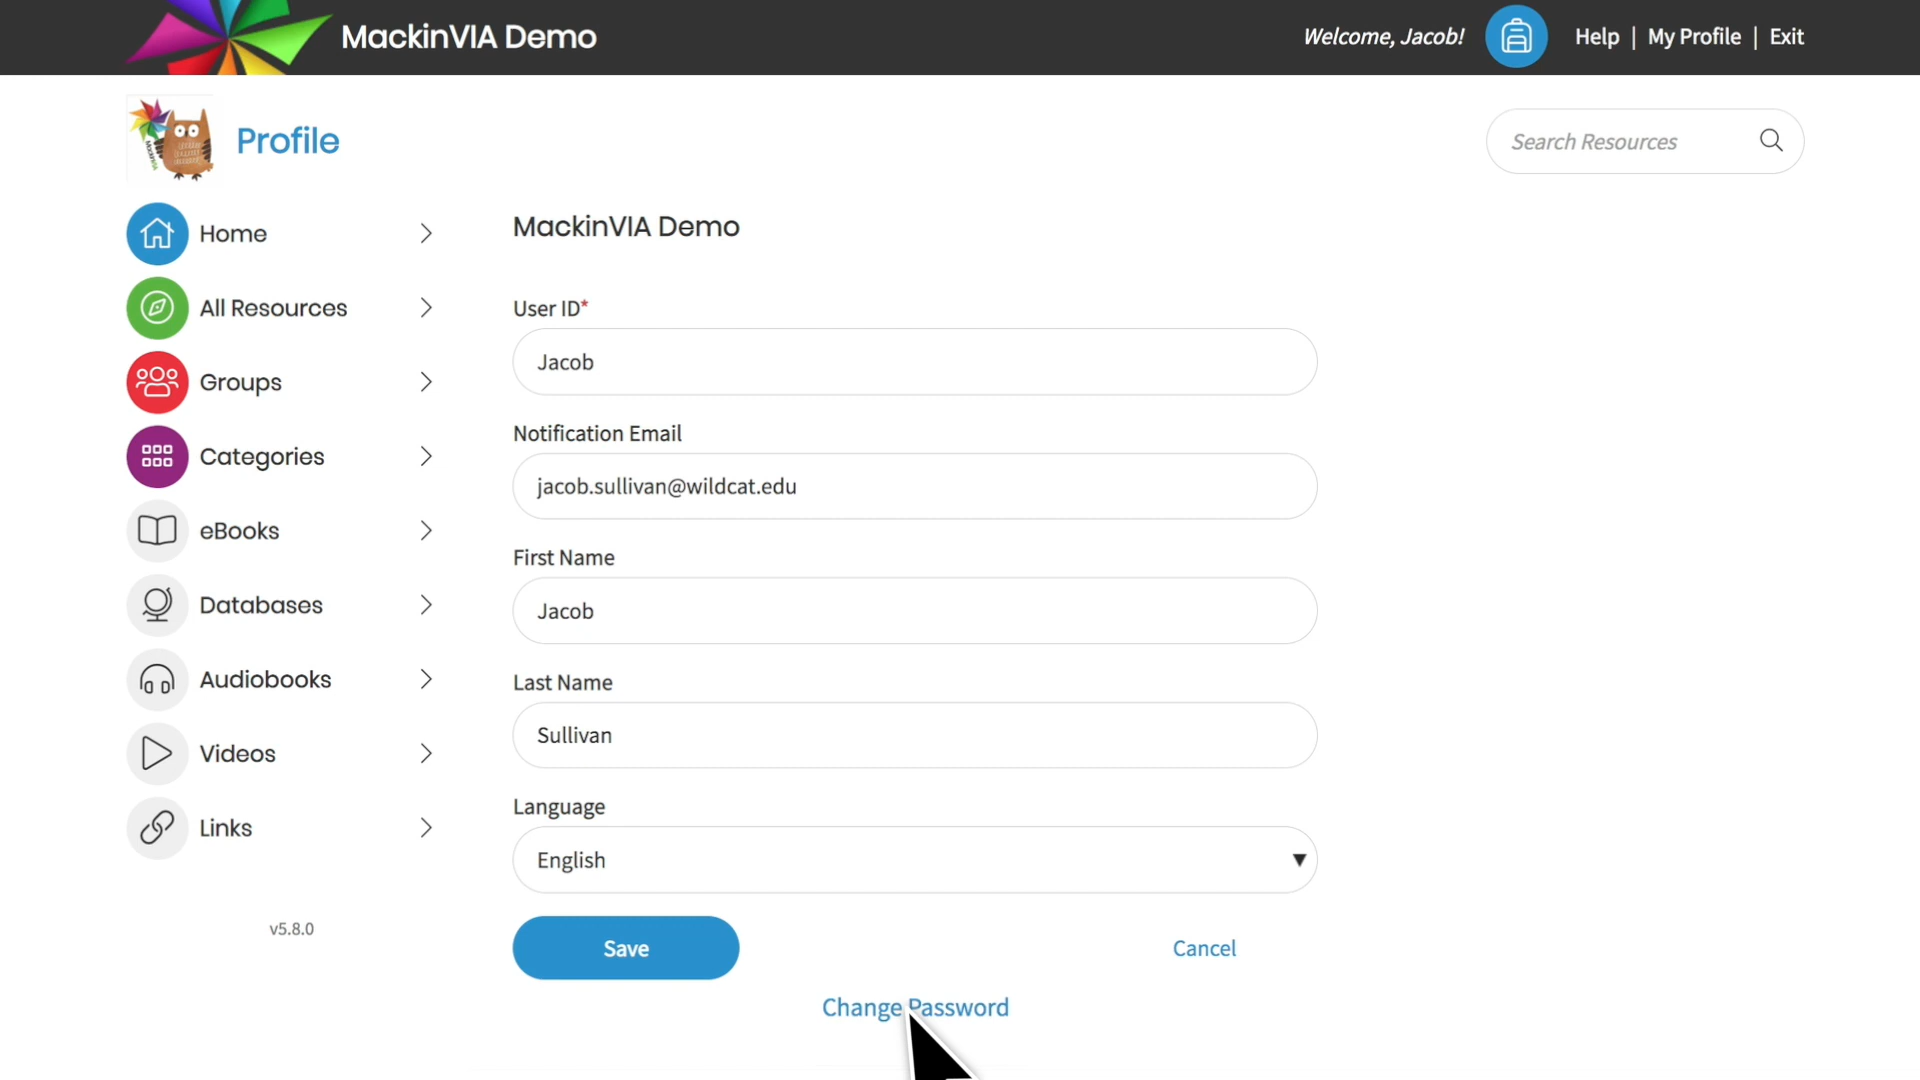 MackinVIA Demo
Welcome, Jacob!
Help | My Profile | Exit
MackinVIA
Profile
Search Resources
Home
All Resources
Groups
Categories
eBooks
Databases
Audiobooks
Videos
Links
v5.8.0
MackinVIA Demo
User ID*
Jacob
Notification Email
jacob.sullivan@wildcat.edu
First Name
Jacob
Last Name
Sullivan
Language
English
Save
Cancel
Change Password